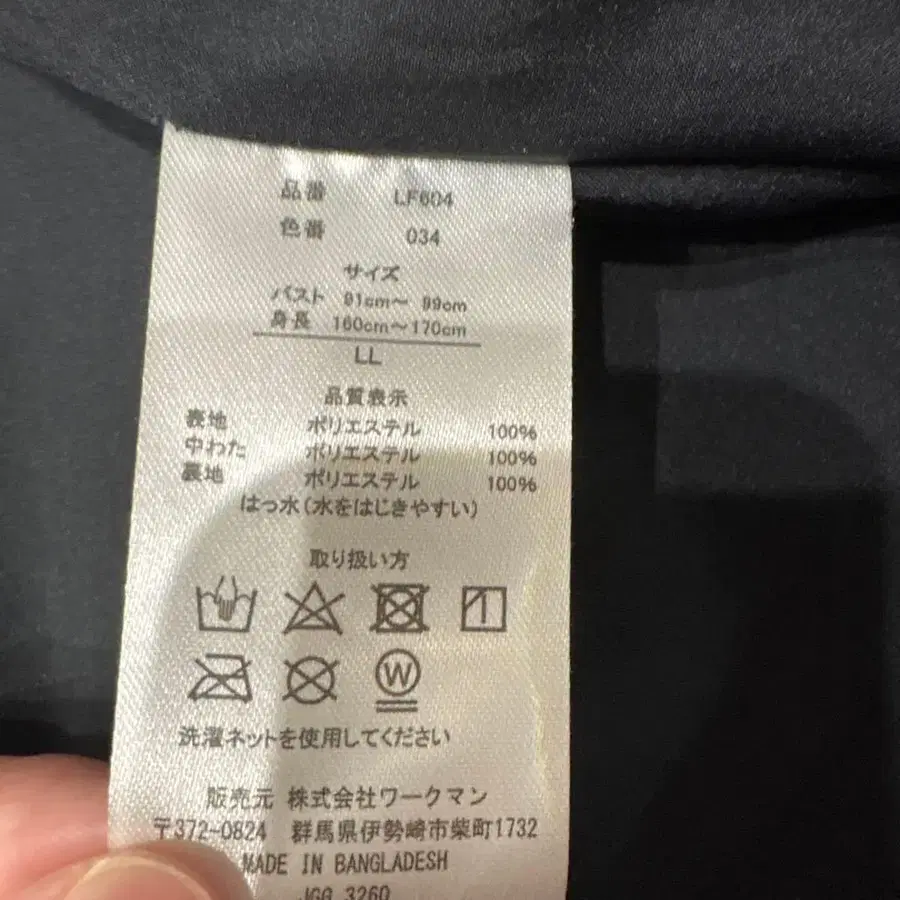 品番 LF604
色番 034
サイズ
バスト 91cm～ 99cm
身長 160cm～170cm
LL
品質表示
表地 ポリエステル 100%
中わた ポリエステル 100%
裏地 ポリエステル 100%
はっ水(水をはじきやすい)
取り扱い方
W
洗濯ネットを使用してください
販売元 株式会社ワークマン
〒372-0824 群馬県伊勢崎市柴町1732
MADE IN BANGLADESH
JGG 3260